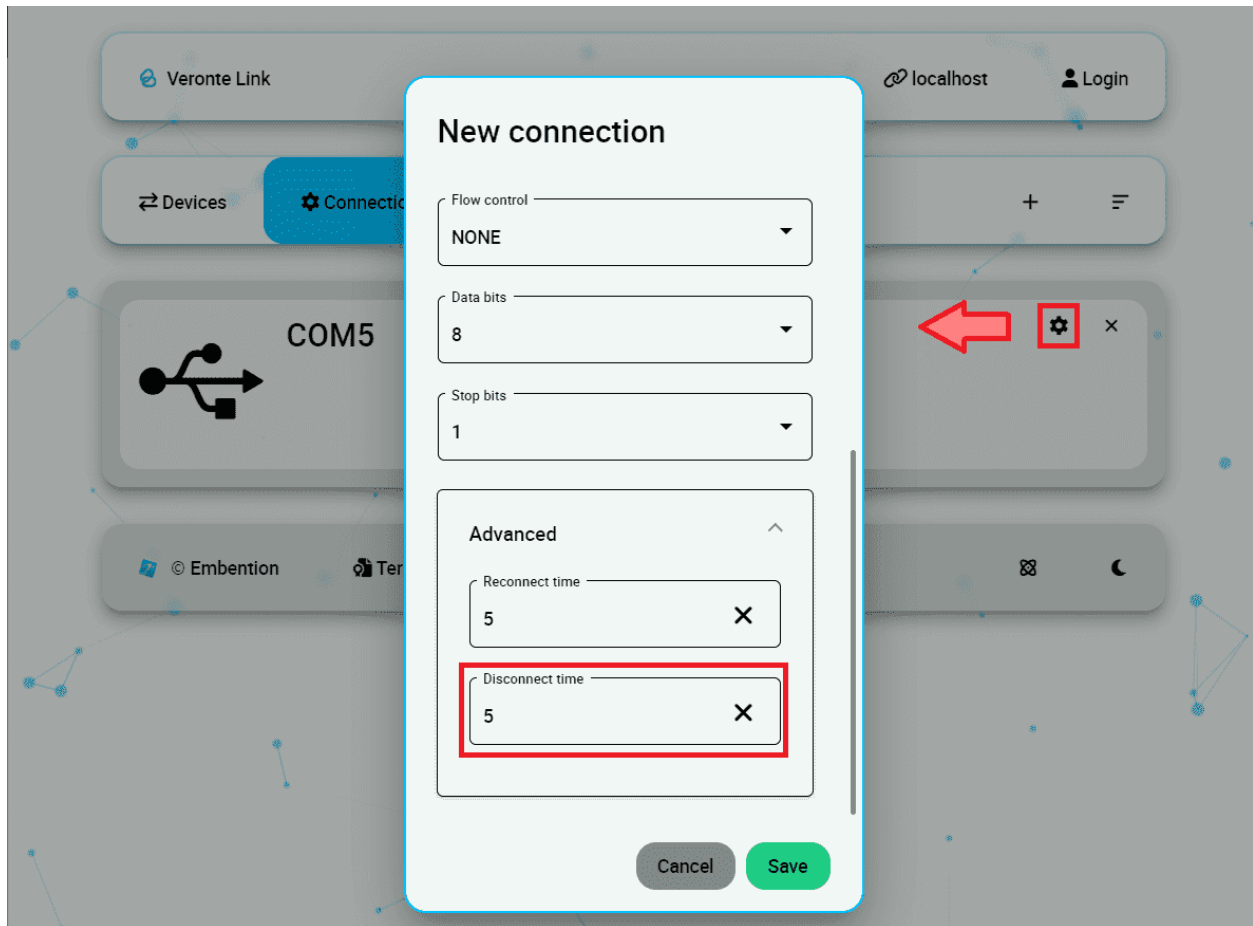 Veronte Link
localhost
Login
Devices
Connectio
New connection
Flow control
NONE
Data bits
8
Stop bits
1
COM5
Advanced
Reconnect time
5
Disconnect time
5
© Embention
Ter
Cancel
Save